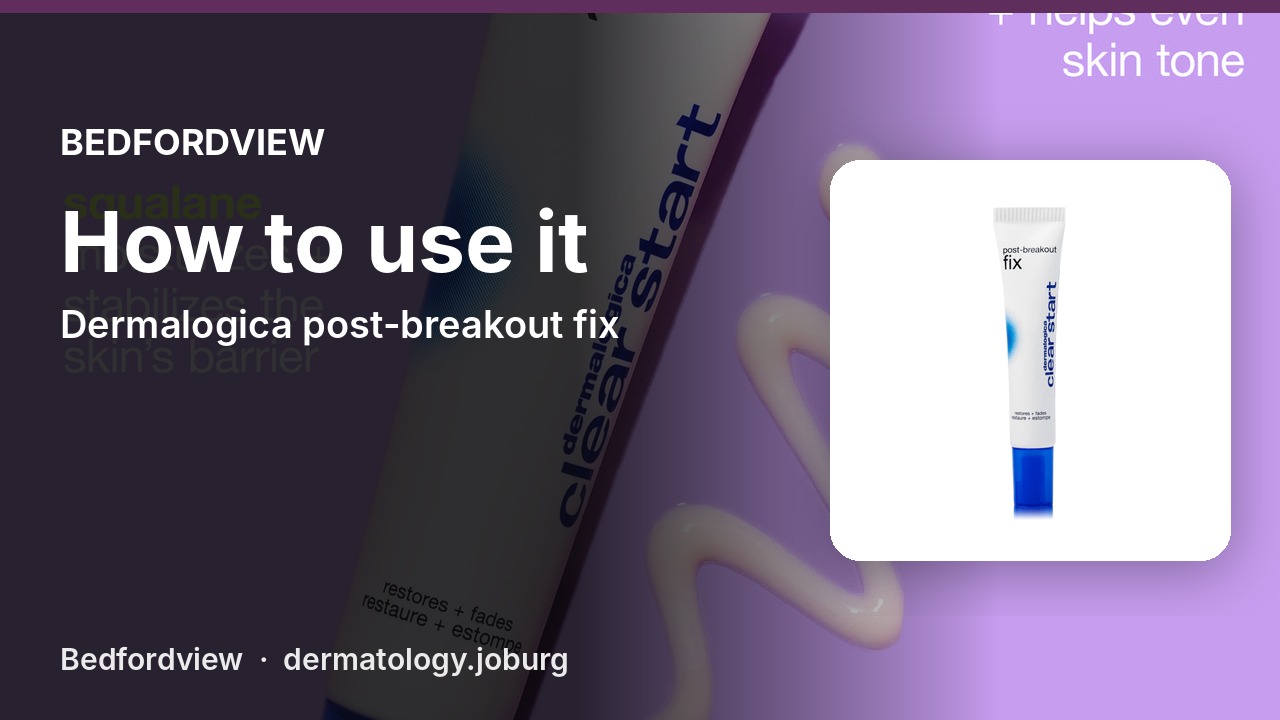 + helps even
skin tone
BEDFORDVIEW
squalane
How to use it
stabilizes the
Dermalogica post-breakout fix
skin's barrier
dermalogica
clear start
restores + fades
restaure + estompe
post-breakout
fix
dermalogica
clear start
restores + fades
restaure + estompe
Bedfordview · dermatology.joburg